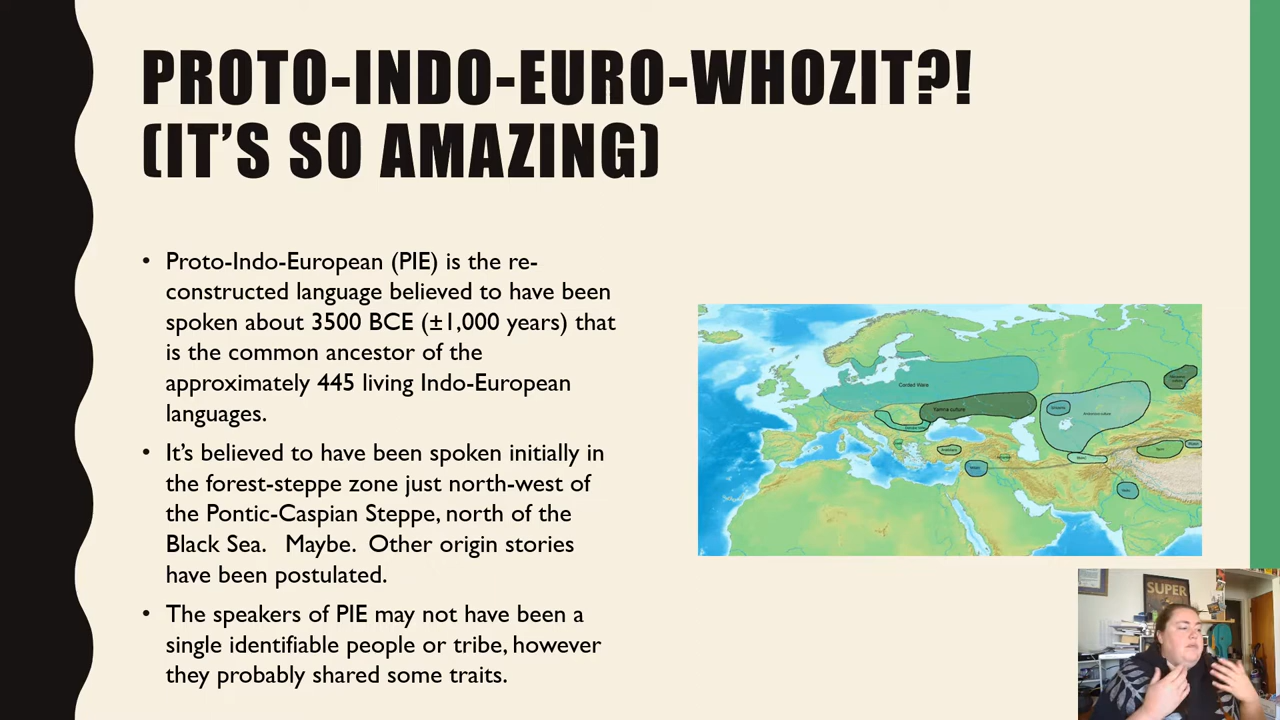 PROTO-INDO-EURO-WHOZIT?!
(IT'S SO AMAZING)
• Proto-Indo-European (PIE) is the re-
constructed language believed to have been
spoken about 3500 BCE (±1,000 years) that
is the common ancestor of the
approximately 445 living Indo-European
languages.
• It's believed to have been spoken initially in
the forest-steppe zone just north-west of
the Pontic-Caspian Steppe, north of the
Black Sea. Maybe. Other origin stories
have been postulated.
• The speakers of PIE may not have been a
single identifiable people or tribe, however
they probably shared some traits.
Corded Ware
Yamna culture
SUPER